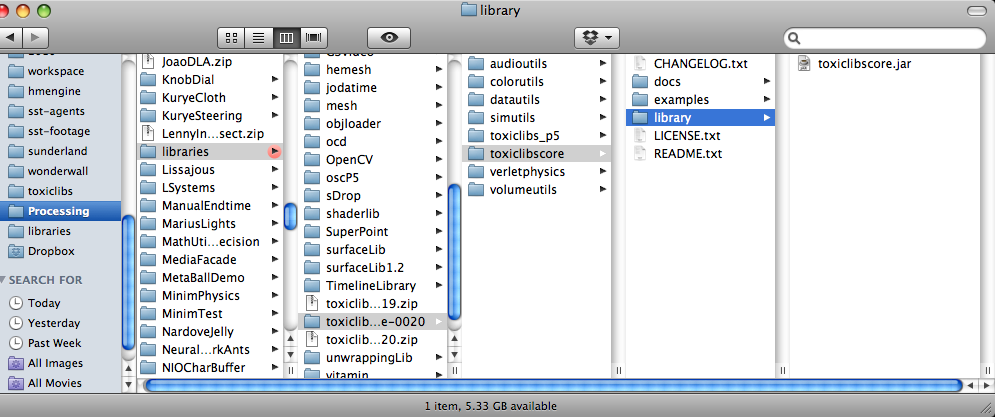 library
2010
workspace
hmengine
sst-agents
sst-footage
sunderland
wonderwall
toxiclibs
Processing
libraries
Dropbox
SEARCH FOR
Today
Yesterday
Past Week
All Images
All Movies
JoaoDLA.zip
KnobDial
KuryeCloth
KuryeSteering
LennyIn...sect.zip
libraries
Lissajous
LSystems
ManualEndtime
MariusLights
MathUti...ecision
MediaFacade
MetaBallDemo
MinimPhysics
MinimTest
NardoveJelly
Neural...rkAnts
NIOCharBuffer
hemesh
jodatime
mesh
objloader
ocd
OpenCV
oscP5
sDrop
shaderlib
SuperPoint
surfaceLib
surfaceLib1.2
TimelineLibrary
toxiclib...19.zip
toxiclib...e-0020
toxiclib...20.zip
unwrappingLib
vitamin
audioutils
colorutils
datautils
simutils
toxiclibs_p5
toxiclibscore
verletphysics
volumeutils
CHANGELOG.txt
docs
examples
library
LICENSE.txt
README.txt
toxiclibscore.jar
1 item, 5.33 GB available